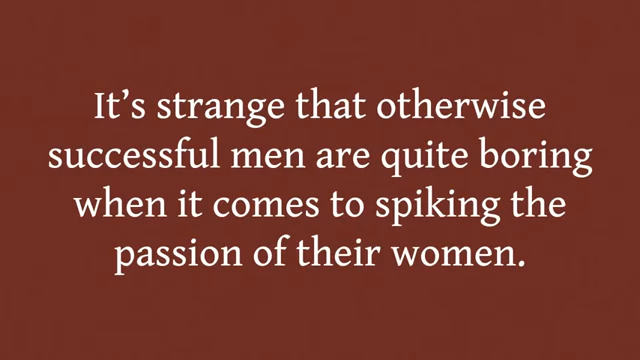 It’s strange that otherwise
successful men are quite boring
when it comes to spiking the
passion of their women.